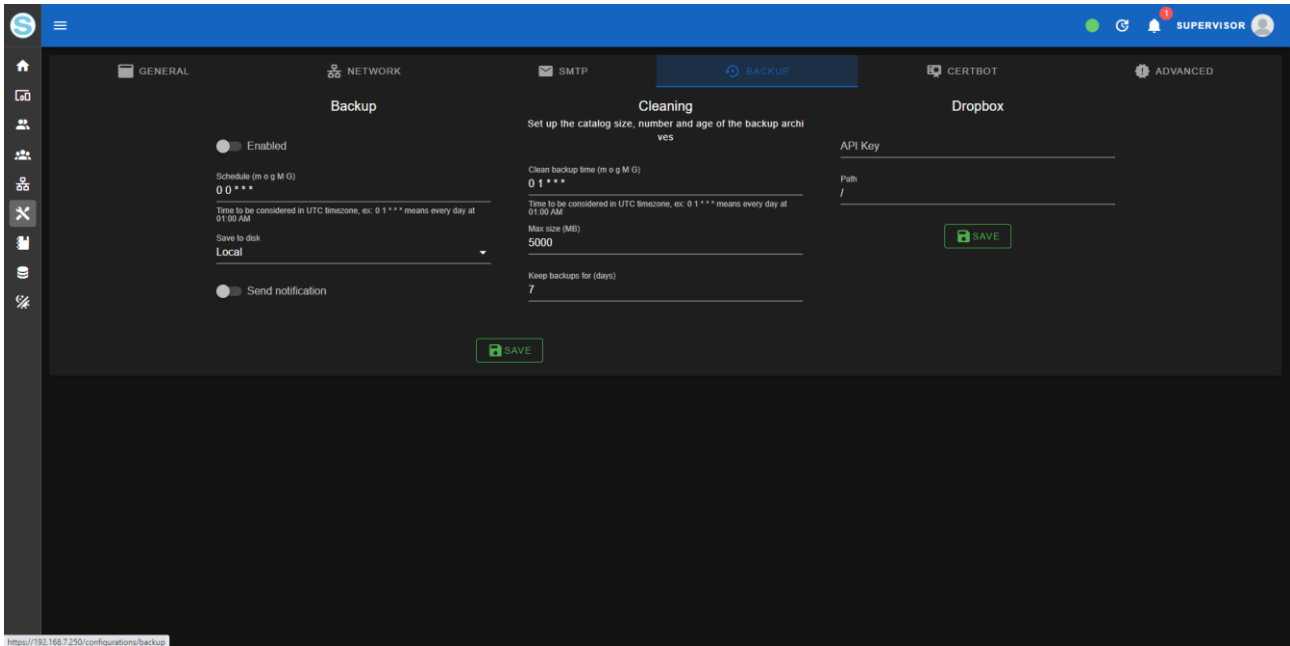 S
1
SUPERVISOR
GENERAL
NETWORK
SMTP
BACKUP
CERTBOT
ADVANCED
Backup
Enabled
Schedule (m o g M G)
0 0 * * *
Time to be considered in UTC timezone, ex: 0 1 * * * means every day at
01:00 AM
Save to disk
Local
Send notification
Cleaning
Set up the catalog size, number and age of the backup archi
ves
Clean backup time (m o g M G)
0 1 * * *
Time to be considered in UTC timezone, ex: 0 1 * * * means every day at
01:00 AM
Max size (MB)
5000
Keep backups for (days)
7
SAVE
Dropbox
API Key
Path
/
SAVE
https://192.168.7.250/configurations/backup